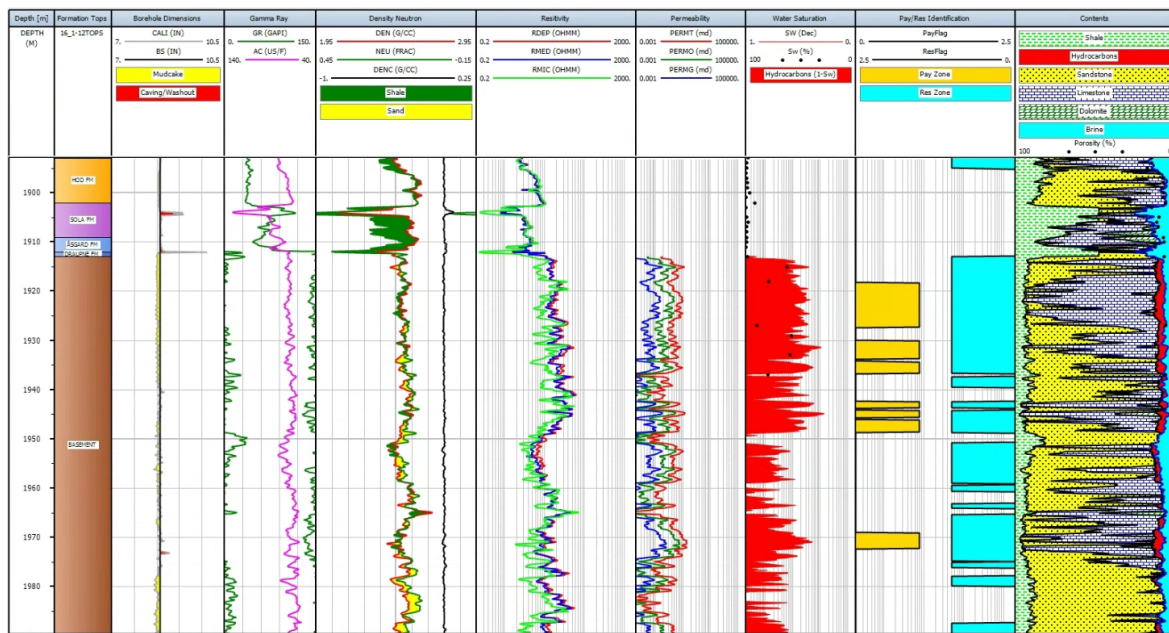 Depth [m]
Formation Tops
Borehole Dimensions
Gamma Ray
Density Neutron
Resitivity
Permeability
Water Saturation
Pay/Res Identification
Contents
DEPTH
(M)
16_1-12TOPS
CALI (IN)
7. 10.5
BS (IN)
7. 10.5
Mudcake
Caving/Washout
GR (GAPI)
0. 150.
AC (US/F)
140. 40.
DEN (G/CC)
1.95 2.95
NEU (FRAC)
0.45 -0.15
DENC (G/CC)
-1. 0.25
Shale
Sand
RDEP (OHMM)
0.2 2000.
RMED (OHMM)
0.2 2000.
RMIC (OHMM)
0.2 2000.
PERMT (md)
0.001 100000.
PERMO (md)
0.001 100000.
PERMG (md)
0.001 100000.
SW (Dec)
1. 0.
Sw (%)
100 0
Hydrocarbons (1-Sw)
PayFlag
0. 2.5
ResFlag
2.5 0.
Pay Zone
Res Zone
Shale
Hydrocarbons
Sandstone
Limestone
Dolomite
Brine
Porosity (%)
100
HOD FM
1900
SOLA FM
1910
ÅSGARD FM
DRAUPNE FM
1920
1930
1940
1950
BASEMENT
1960
1970
1980